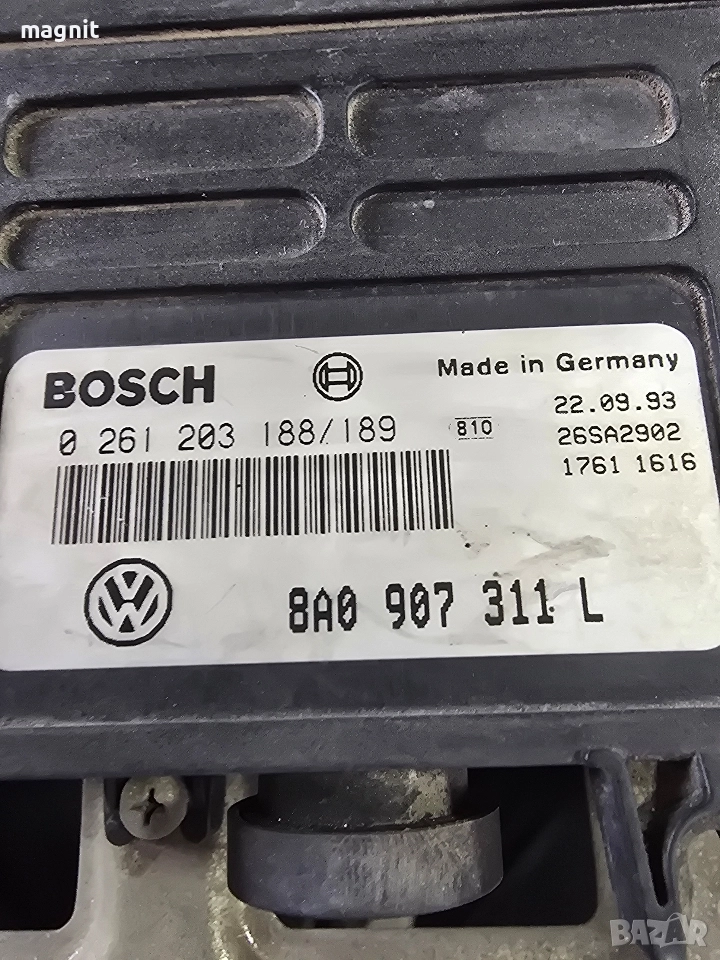 magnit
BOSCH
Made in Germany
0 261 203 188/189
810
22.09.93
26SA2902
1761 1616
8A0 907 311 L
BAZAR